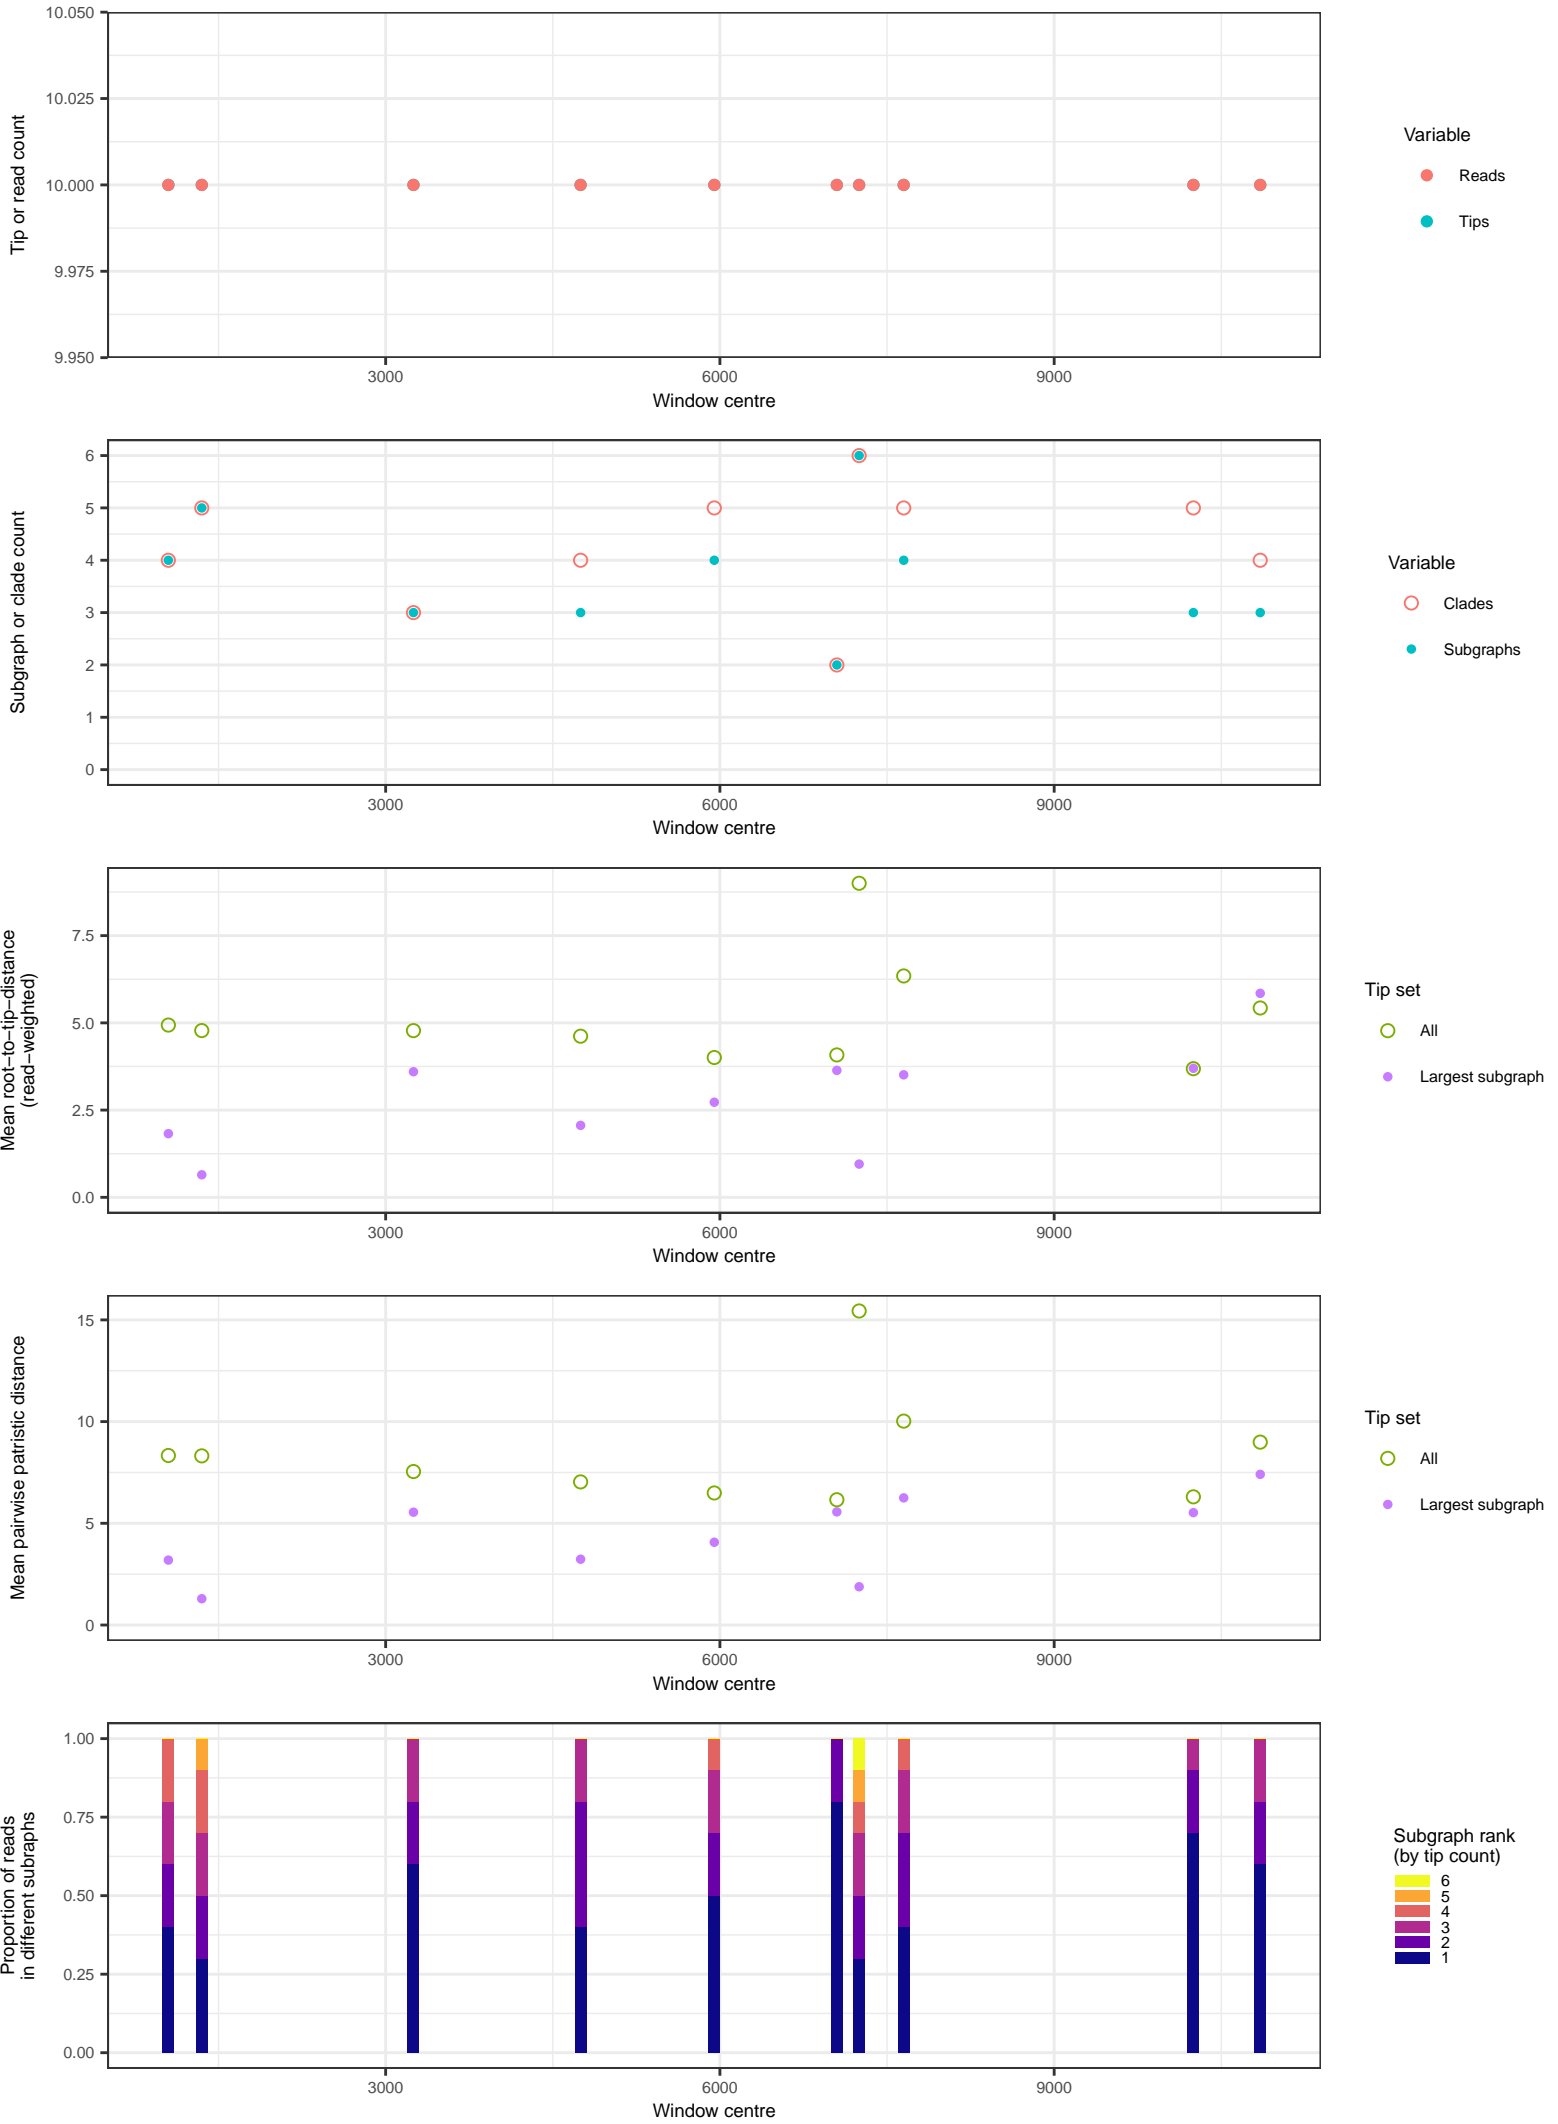 10.050
10.025
10.000
9.975
9.950
Tip or read count
3000 6000 9000
Window centre
Variable
Reads
Tips
6
5
4
3
2
1
0
Subgraph or clade count
3000 6000 9000
Window centre
Variable
Clades
Subgraphs
7.5
5.0
2.5
0.0
Mean root−to−tip−distance
(read−weighted)
3000 6000 9000
Window centre
Tip set
All
Largest subgraph
15
10
5
0
Mean pairwise patristic distance
3000 6000 9000
Window centre
Tip set
All
Largest subgraph
1.00
0.75
0.50
0.25
0.00
Proportion of reads
in different subraphs
3000 6000 9000
Window centre
Subgraph rank
(by tip count)
6
5
4
3
2
1